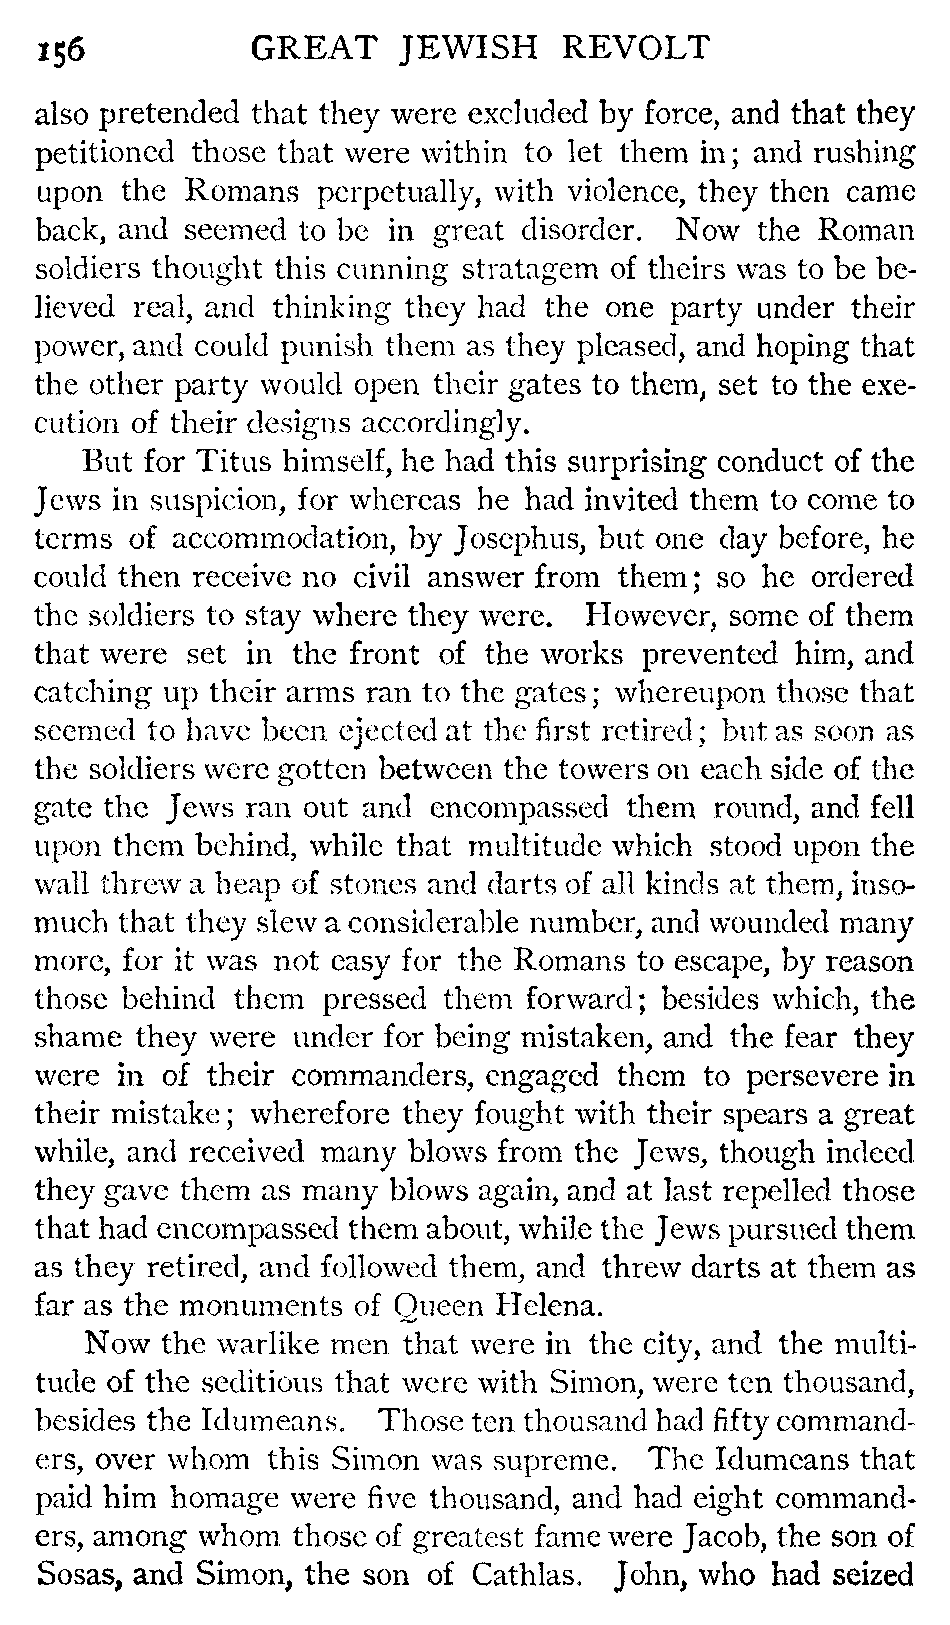 156 GREAT JEWISH REVOLT
also pretended that they were excluded by force, and that they
petitioned those that were within to let them in; and rushing
upon the Romans perpetually, with violence, they then came
back, and seemed to be in great disorder. Now the Roman
soldiers thought this cunning stratagem of theirs was to be be-
lieved real, and thinking they had the one party under their
power, and could punish them as they pleased, and hoping that
the other party would open their gates to them, set to the exe-
cution of their designs accordingly.
But for Titus himself, he had this surprising conduct of the
Jews in suspicion, for whereas he had invited them to come to
terms of accommodation, by Josephus, but one day before, he
could then receive no civil answer from them; so he ordered
the soldiers to stay where they were. However, some of them
that were set in the front of the works prevented him, and
catching up their arms ran to the gates; whereupon those that
seemed to have been ejected at the first retired; but as soon as
the soldiers were gotten between the towers on each side of the
gate the Jews ran out and encompassed them round, and fell
upon them behind, while that multitude which stood upon the
wall threw a heap of stones and darts of all kinds at them, inso-
much that they slew a considerable number, and wounded many
more, for it was not easy for the Romans to escape, by reason
those behind them pressed them forward; besides which, the
shame they were under for being mistaken, and the fear they
were in of their commanders, engaged them to persevere in
their mistake; wherefore they fought with their spears a great
while, and received many blows from the Jews, though indeed
they gave them as many blows again, and at last repelled those
that had encompassed them about, while the Jews pursued them
as they retired, and followed them, and threw darts at them as
far as the monuments of Queen Helena.
Now the warlike men that were in the city, and the multi-
tude of the seditious that were with Simon, were ten thousand,
besides the Idumeans. Those ten thousand had fifty command-
ers, over whom this Simon was supreme. The Idumeans that
paid him homage were five thousand, and had eight command-
ers, among whom those of greatest fame were Jacob, the son of
Sosas, and Simon, the son of Cathlas. John, who had seized